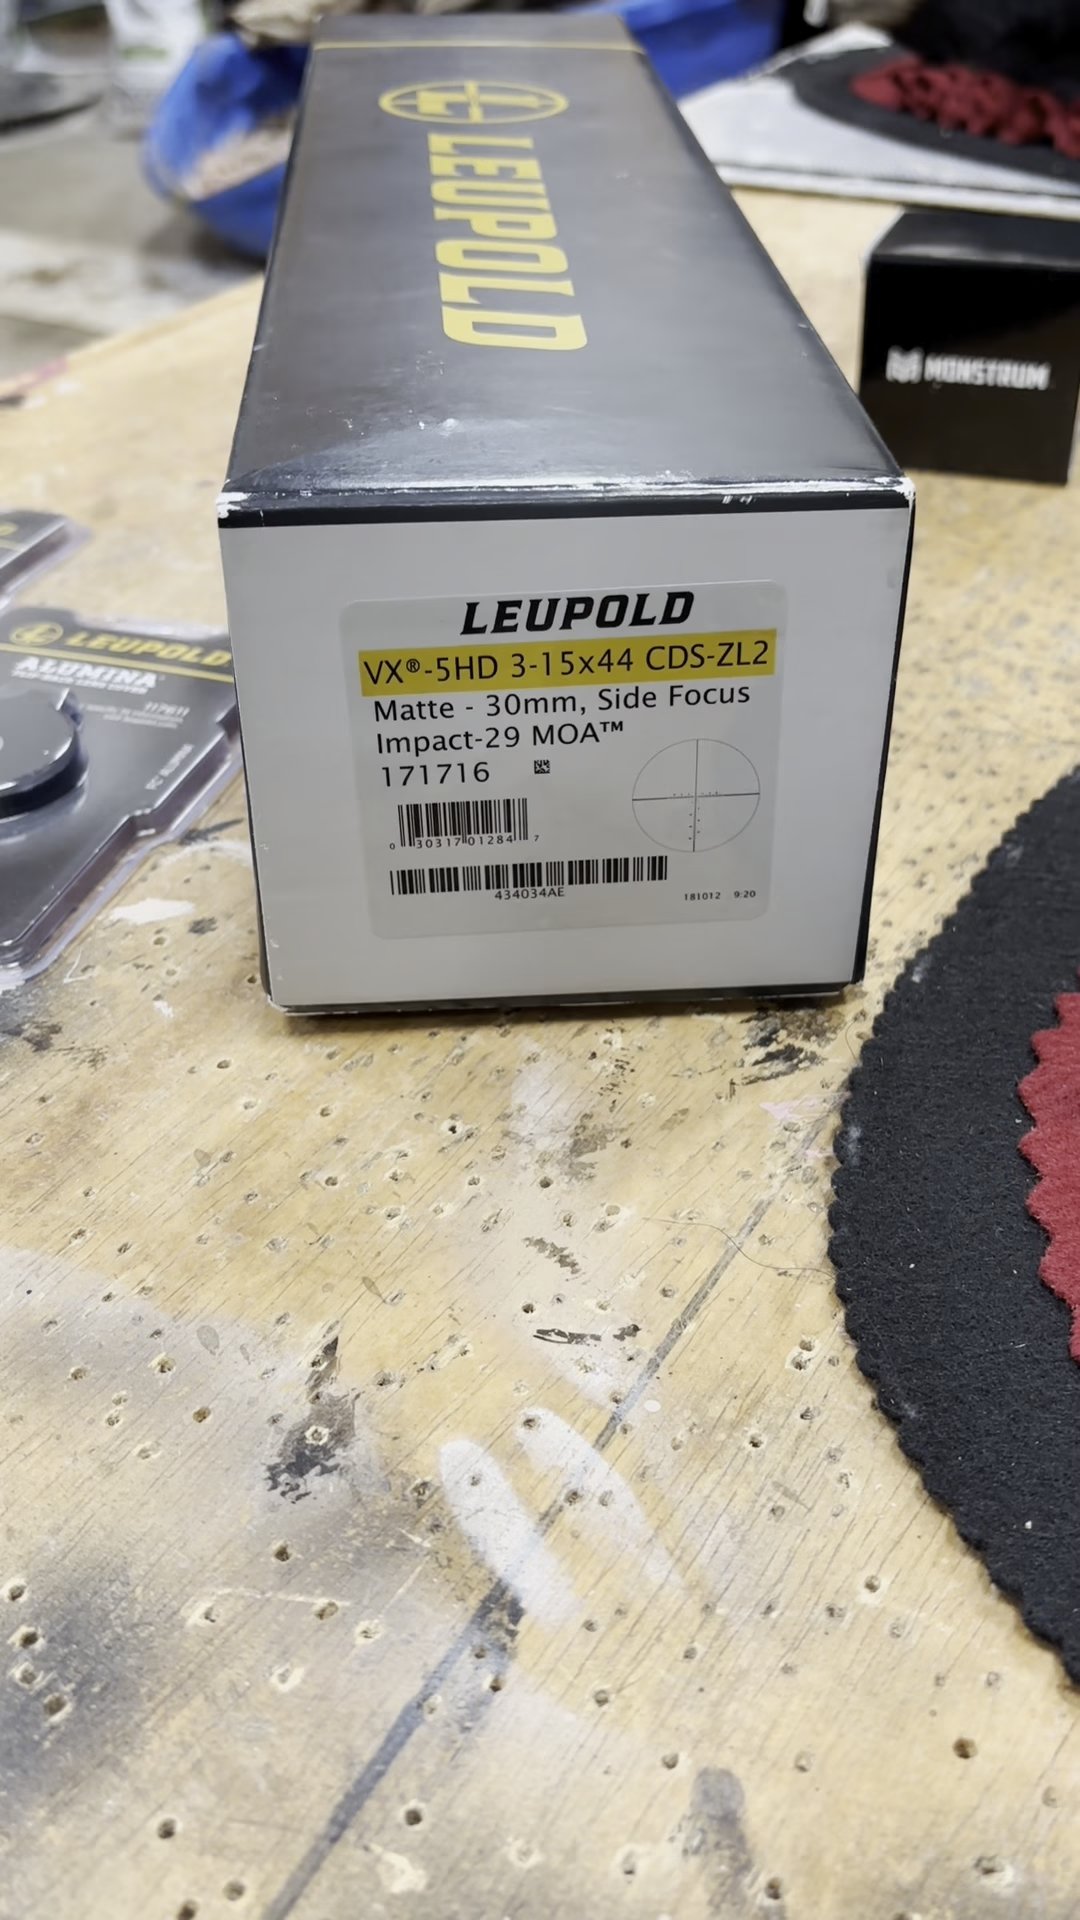 LEUPOLD
LEUPOLD
VX®-5HD 3-15x44 CDS-ZL2
Matte - 30mm, Side Focus
Impact-29 MOA™
171716
0 30317 01284 7
434034AE
181012 9:20
MONSTRUM
LEUPOLD
ALUMINA